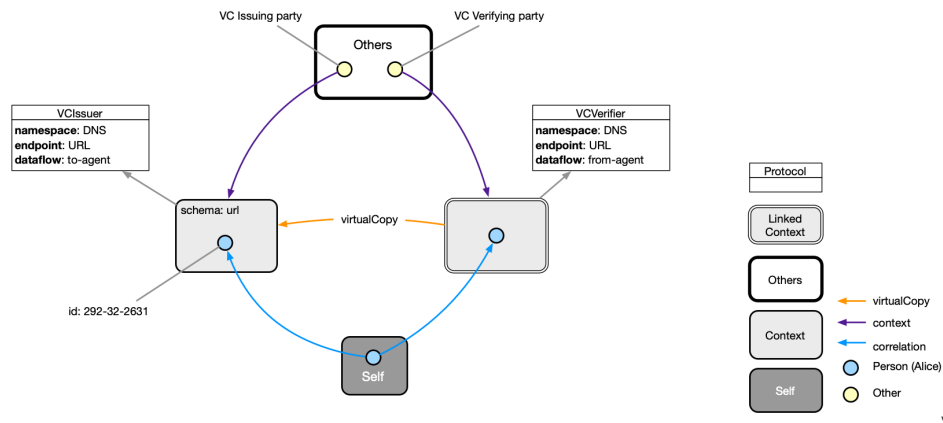 VC Issuing party
VC Verifying party
Others
VCIssuer
namespace: DNS
endpoint: URL
dataflow: to-agent
VCVerifier
namespace: DNS
endpoint: URL
dataflow: from-agent
schema: url
virtualCopy
id: 292-32-2631
Self
Protocol
Linked
Context
Others
Context
Self
virtualCopy
context
correlation
Person (Alice)
Other